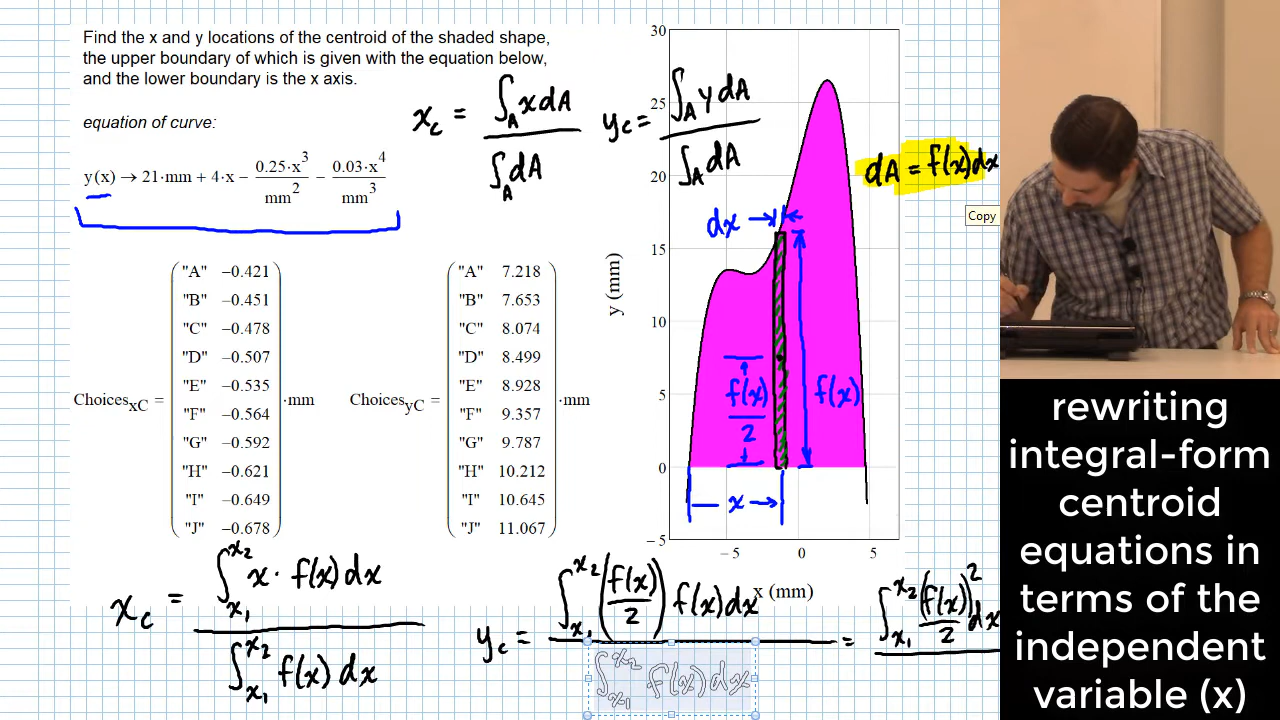 Find the x and y locations of the centroid of the shaded shape,
the upper boundary of which is given with the equation below,
and the lower boundary is the x axis.
equation of curve:
y(x) → 21·mm + 4·x − 0.25·x³/mm² − 0.03·x⁴/mm³
x_c = ∫_A x dA / ∫_A dA
y_c = ∫_A y dA / ∫_A dA
dA = f(x)dx
Copy
dx
f(x)
f(x)/2
x
30
25
20
15
10
5
0
−5
y (mm)
−5 0 5
x (mm)
Choices_xC =
"A" −0.421
"B" −0.451
"C" −0.478
"D" −0.507
"E" −0.535
"F" −0.564
"G" −0.592
"H" −0.621
"I" −0.649
"J" −0.678
·mm
Choices_yC =
"A" 7.218
"B" 7.653
"C" 8.074
"D" 8.499
"E" 8.928
"F" 9.357
"G" 9.787
"H" 10.212
"I" 10.645
"J" 11.067
·mm
x_c = ∫_x₁^x₂ x· f(x) dx / ∫_x₁^x₂ f(x) dx
y_c = ∫_x₁^x₂ (f(x)/2) f(x)dx / ∫_x₁^x₂ f(x)dx = ∫_x₁^x₂ (f(x))²/2 dx
rewriting
integral-form
centroid
equations in
terms of the
independent
variable (x)